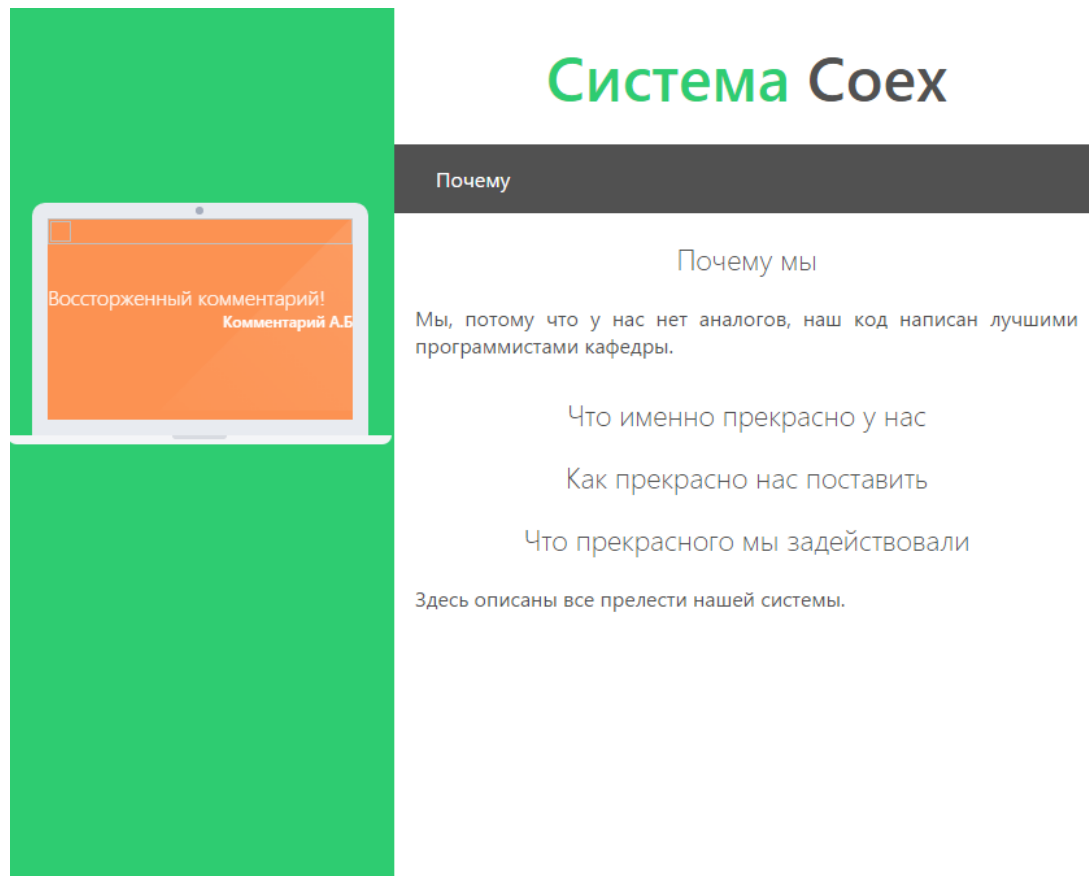 Система Coex
Почему
Воссторженный комментарий!
Комментарий А.Б
Почему мы
Мы, потому что у нас нет аналогов, наш код написан лучшими
программистами кафедры.
Что именно прекрасно у нас
Как прекрасно нас поставить
Что прекрасного мы задействовали
Здесь описаны все прелести нашей системы.